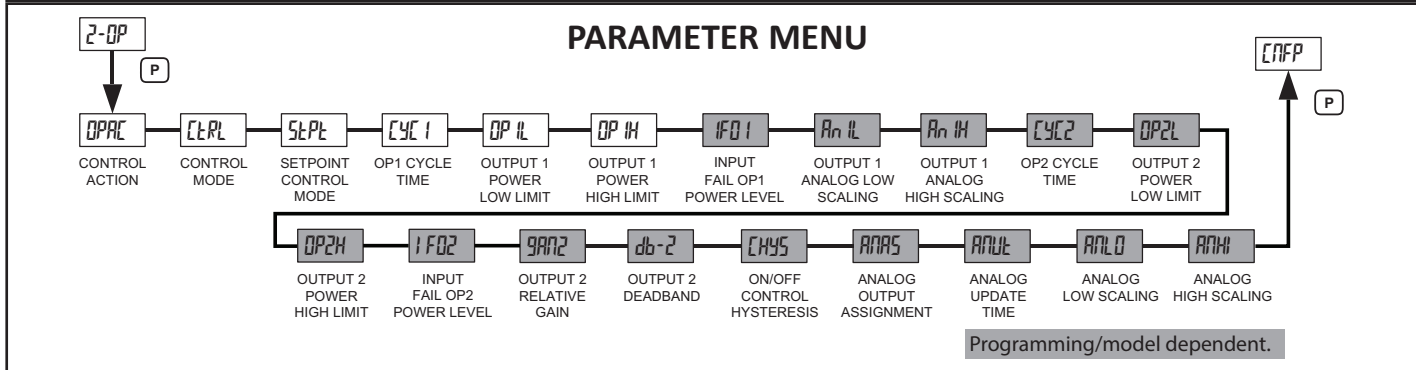 2-OP
PARAMETER MENU
CNFP
P
P
OPAC
CtRL
StPt
CYC1
OP1L
OP1H
IFO1
An1L
An1H
CYC2
OP2L
CONTROL
ACTION
CONTROL
MODE
SETPOINT
CONTROL
MODE
OP1 CYCLE
TIME
OUTPUT 1
POWER
LOW LIMIT
OUTPUT 1
POWER
HIGH LIMIT
INPUT
FAIL OP1
POWER LEVEL
OUTPUT 1
ANALOG LOW
SCALING
OUTPUT 1
ANALOG
HIGH SCALING
OP2 CYCLE
TIME
OUTPUT 2
POWER
LOW LIMIT
OP2H
IFO2
GAN2
db-2
CHYS
ANAS
ANUt
ANLO
ANHI
OUTPUT 2
POWER
HIGH LIMIT
INPUT
FAIL OP2
POWER LEVEL
OUTPUT 2
RELATIVE
GAIN
OUTPUT 2
DEADBAND
ON/OFF
CONTROL
HYSTERESIS
ANALOG
OUTPUT
ASSIGNMENT
ANALOG
UPDATE
TIME
ANALOG
LOW SCALING
ANALOG
HIGH SCALING
Programming/model dependent.